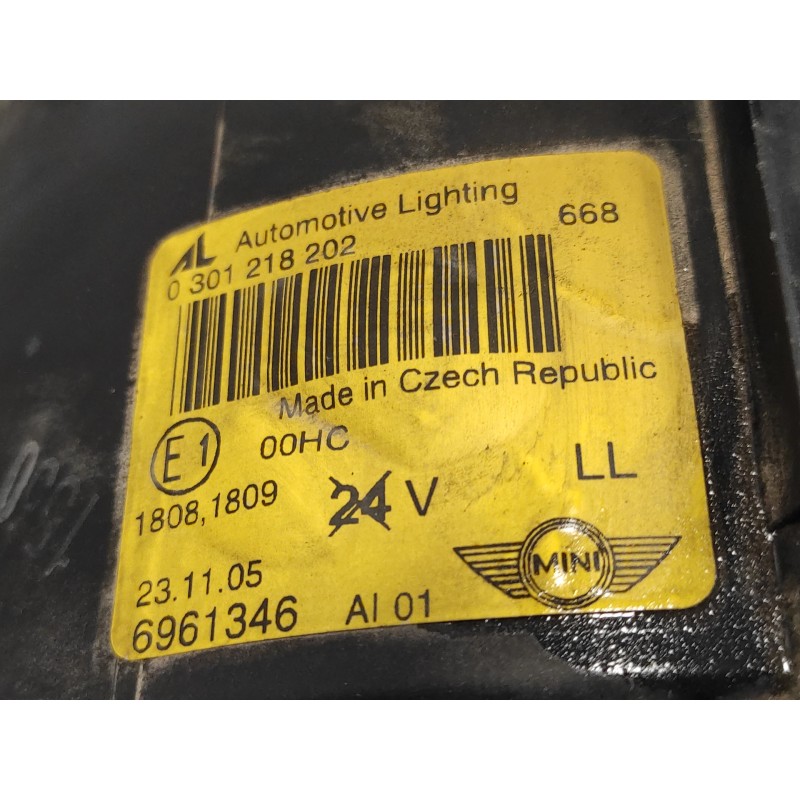 AL Automotive Lighting
668
0 301 218 202
Made in Czech Republic
E1
00HC
LL
1808,1809
24 V
23.11.05
MINI
6961346 AI 01